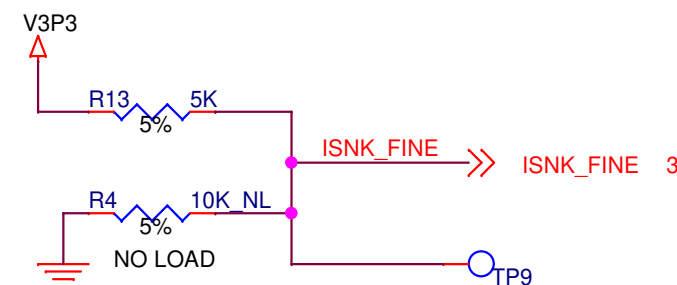 V3P3
R13 5K
5%
ISNK_FINE
ISNK_FINE 3
R4 10K_NL
5%
NO LOAD
TP9